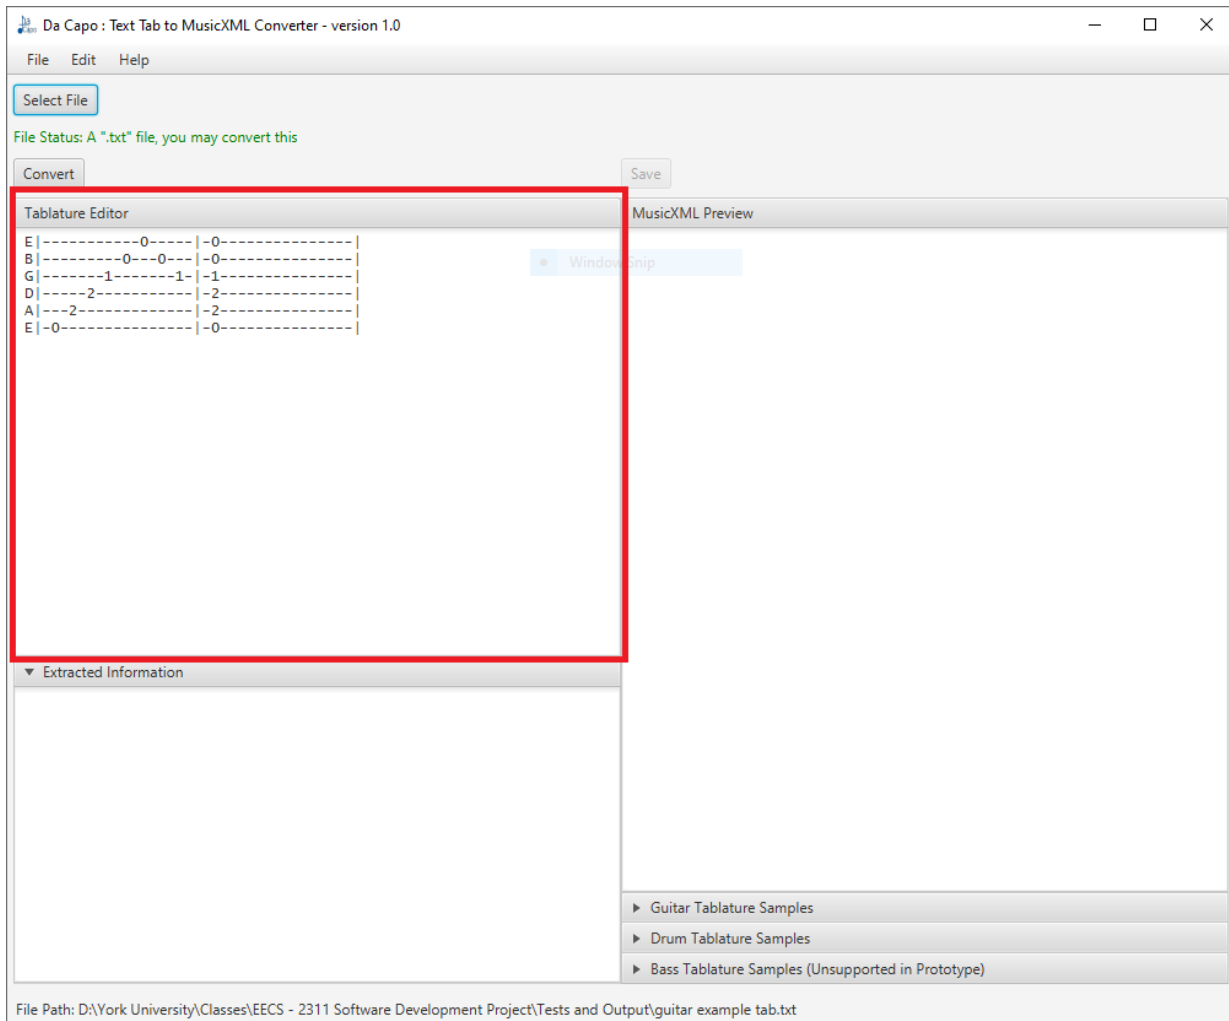 Da Capo : Text Tab to MusicXML Converter - version 1.0
File Edit Help
Select File
File Status: A ".txt" file, you may convert this
Convert
Save
Tablature Editor
MusicXML Preview
E|-----------0-----|-0---------------|
B|---------0---0---|-0---------------|
G|-------1-------1-|-1---------------|
D|-----2-----------|-2---------------|
A|---2-------------|-2---------------|
E|-0---------------|-0---------------|
Window Snip
Extracted Information
Guitar Tablature Samples
Drum Tablature Samples
Bass Tablature Samples (Unsupported in Prototype)
File Path: D:\York University\Classes\EECS - 2311 Software Development Project\Tests and Output\guitar example tab.txt